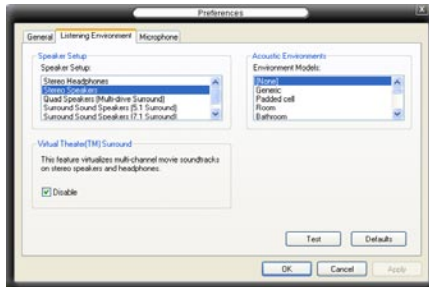 Preferences
General Listening Environment Microphone
Speaker Setup
Speaker Setup:
Stereo Headphones
Stereo Speakers
Quad Speakers (Multi-drive Surround)
Surround Sound Speakers (5.1 Surround)
Surround Sound Speakers (7.1 Surround)
Acoustic Environments
Environment Models:
(None)
Generic
Padded cell
Room
Bathroom
Virtual Theater(TM) Surround
This feature virtualizes multi-channel movie soundtracks
on stereo speakers and headphones.
Disable
Test Defaults
OK Cancel Apply